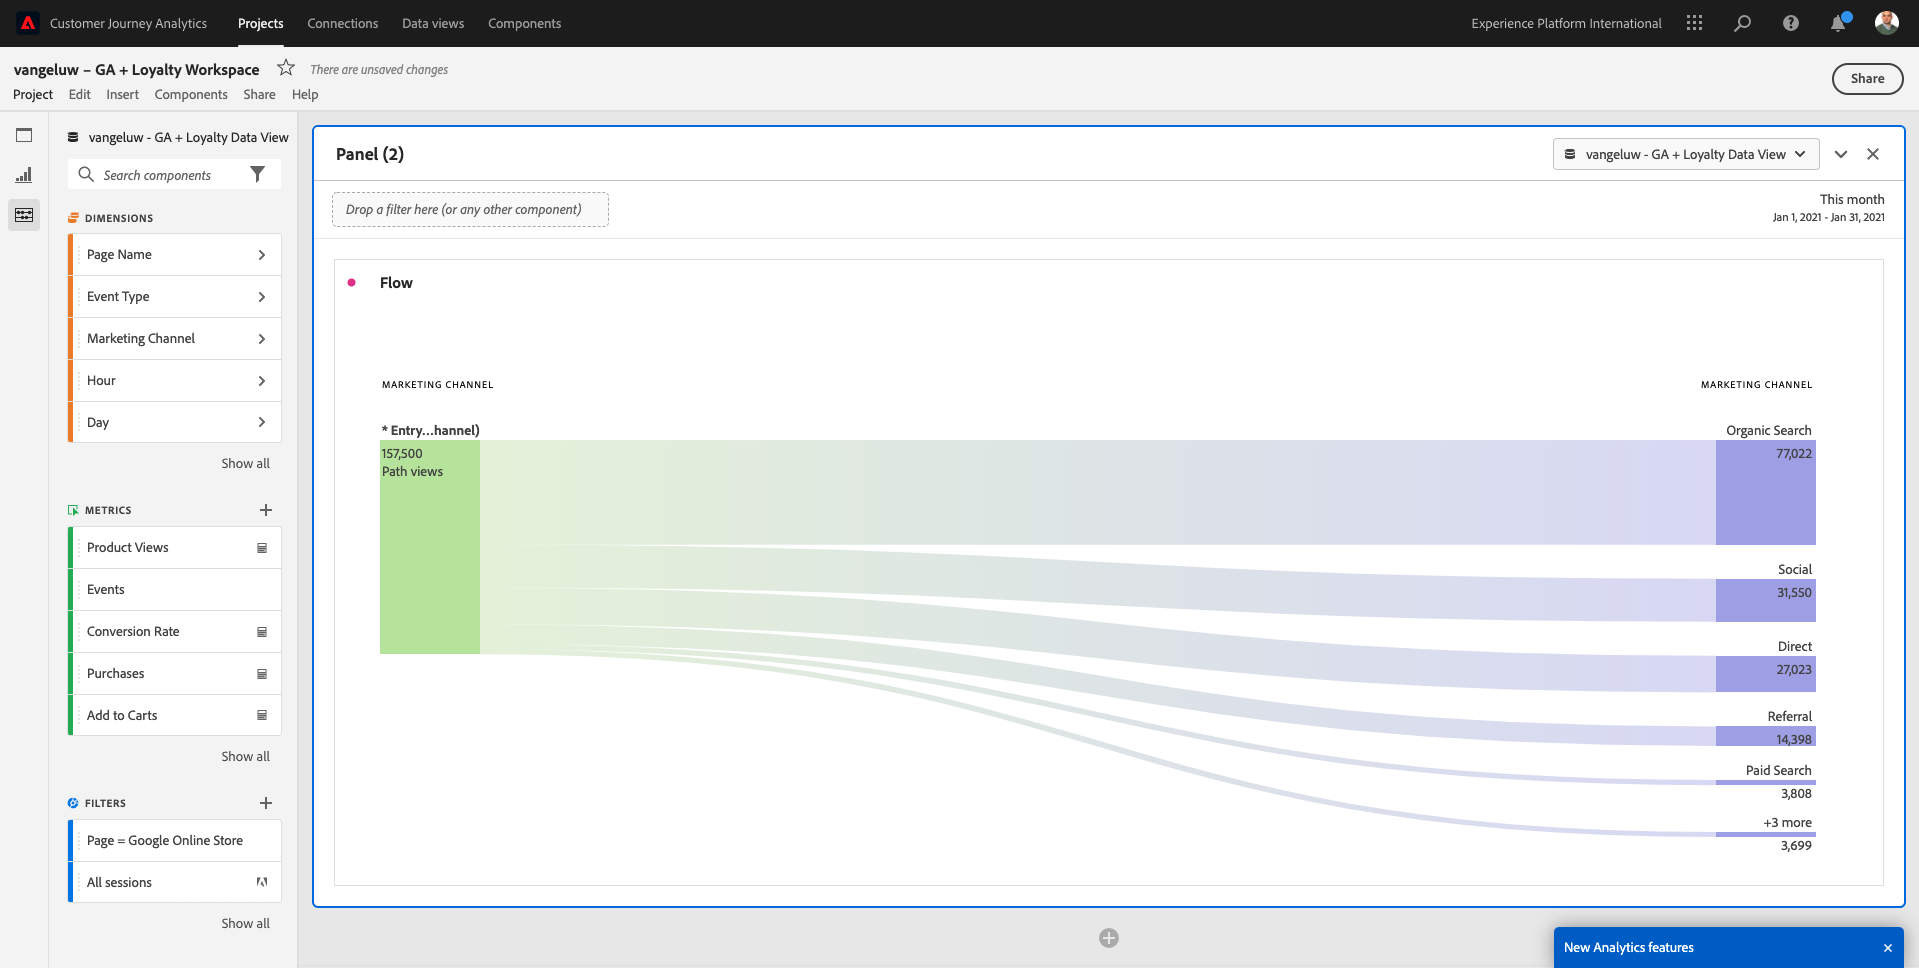 Customer Journey Analytics
Projects
Connections
Data views
Components
Experience Platform International
vangeluw – GA + Loyalty Workspace
There are unsaved changes
Project
Edit
Insert
Components
Share
Help
Share
vangeluw - GA + Loyalty Data View
Search components
DIMENSIONS
Page Name
Event Type
Marketing Channel
Hour
Day
Show all
METRICS
Product Views
Events
Conversion Rate
Purchases
Add to Carts
Show all
FILTERS
Page = Google Online Store
All sessions
Show all
Panel (2)
vangeluw - GA + Loyalty Data View
Drop a filter here (or any other component)
This month
Jan 1, 2021 - Jan 31, 2021
Flow
MARKETING CHANNEL
MARKETING CHANNEL
* Entry...hannel)
157,500
Path views
Organic Search
77,022
Social
31,550
Direct
27,023
Referral
14,398
Paid Search
3,808
+3 more
3,699
New Analytics features